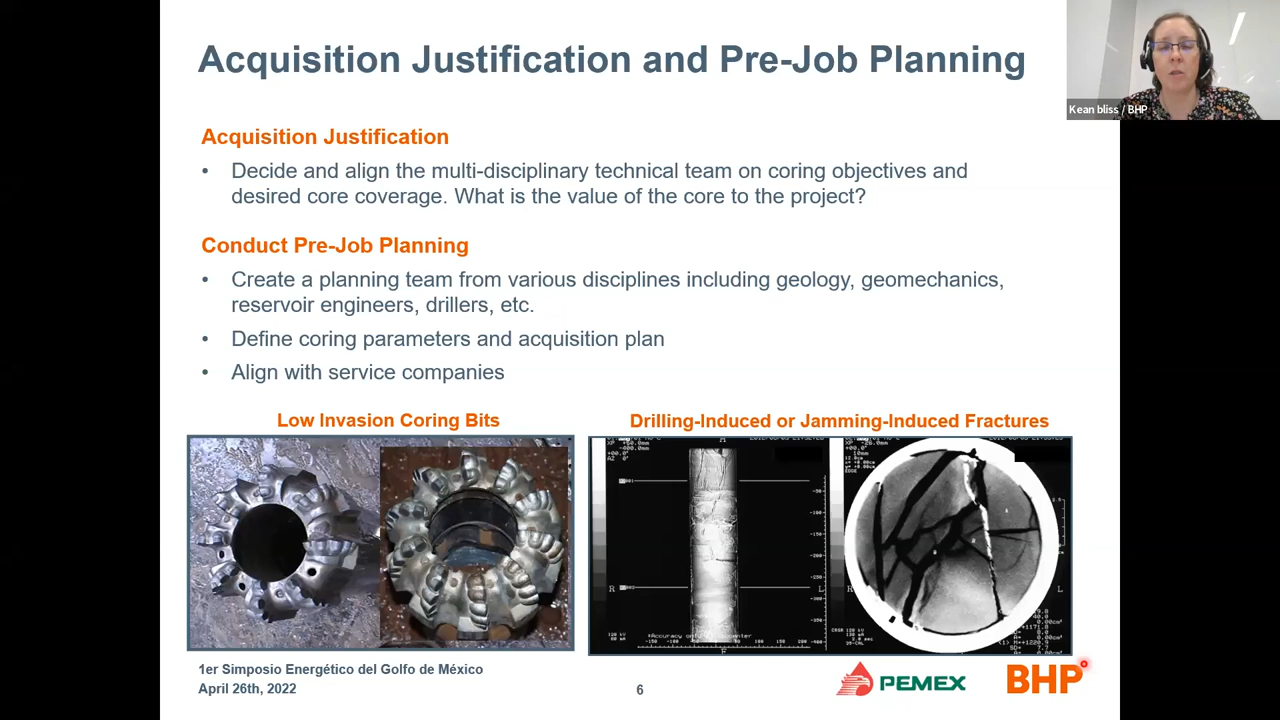 Acquisition Justification and Pre-Job Planning
Kean bliss / BHP
Acquisition Justification
• Decide and align the multi-disciplinary technical team on coring objectives and
desired core coverage. What is the value of the core to the project?
Conduct Pre-Job Planning
• Create a planning team from various disciplines including geology, geomechanics,
reservoir engineers, drillers, etc.
• Define coring parameters and acquisition plan
• Align with service companies
Low Invasion Coring Bits
Drilling-Induced or Jamming-Induced Fractures
R
L
R
1er Simposio Energético del Golfo de México
April 26th, 2022
6
PEMEX
BHP